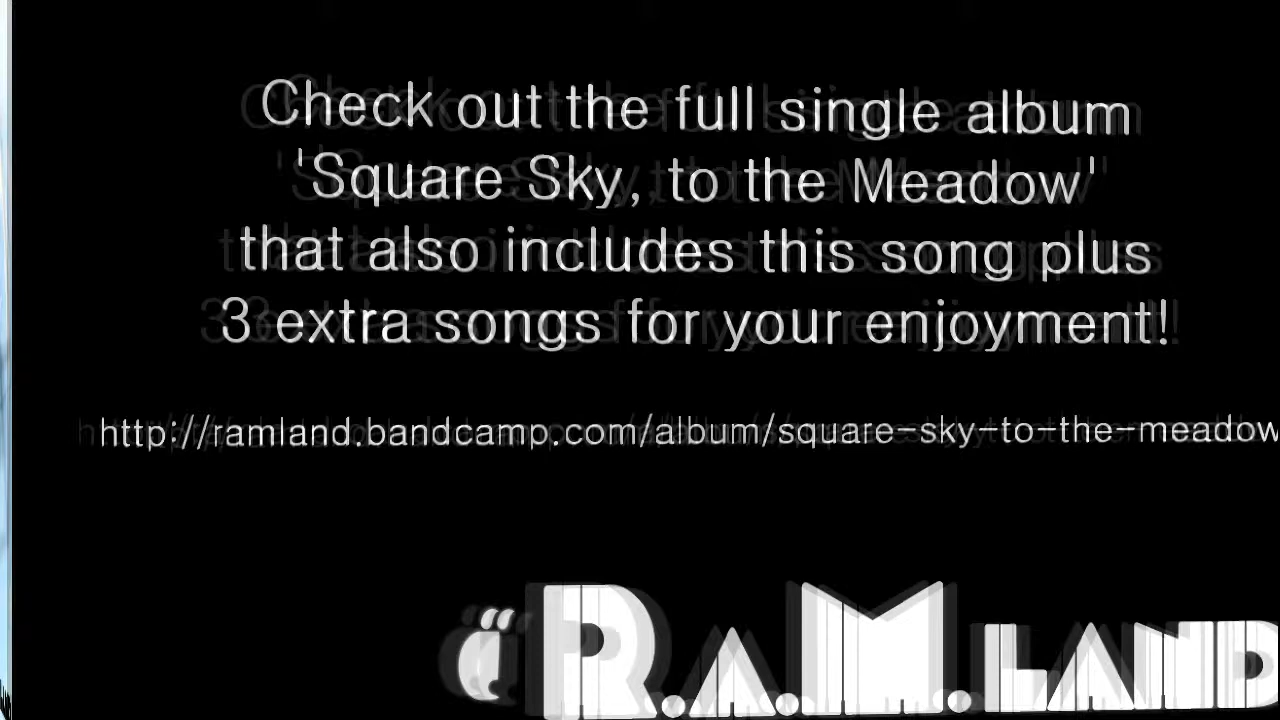 Check out the full single album
'Square Sky, to the Meadow'
that also includes this song plus
3 extra songs for your enjoyment!
http://ramland.bandcamp.com/album/square-sky-to-the-meadow
R.A.M.LAND